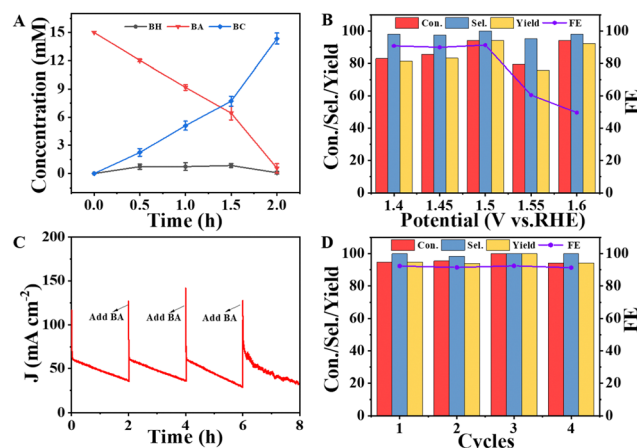 A
BH BA BC
Concentration (mM)
15
12
9
6
3
0
0.0 0.5 1.0 1.5 2.0
Time (h)
B
Con. Sel. Yield FE
Con./Sel./Yield
100
80
60
40
20
0
FE
100
80
60
40
20
0
1.4 1.45 1.5 1.55 1.6
Potential (V vs.RHE)
C
J (mA cm⁻²)
200
150
100
50
0
Add BA Add BA Add BA
0 2 4 6 8
Time (h)
D
Con. Sel. Yield FE
Con./Sel./Yield
100
80
60
40
20
0
FE
100
80
60
40
20
0
1 2 3 4
Cycles